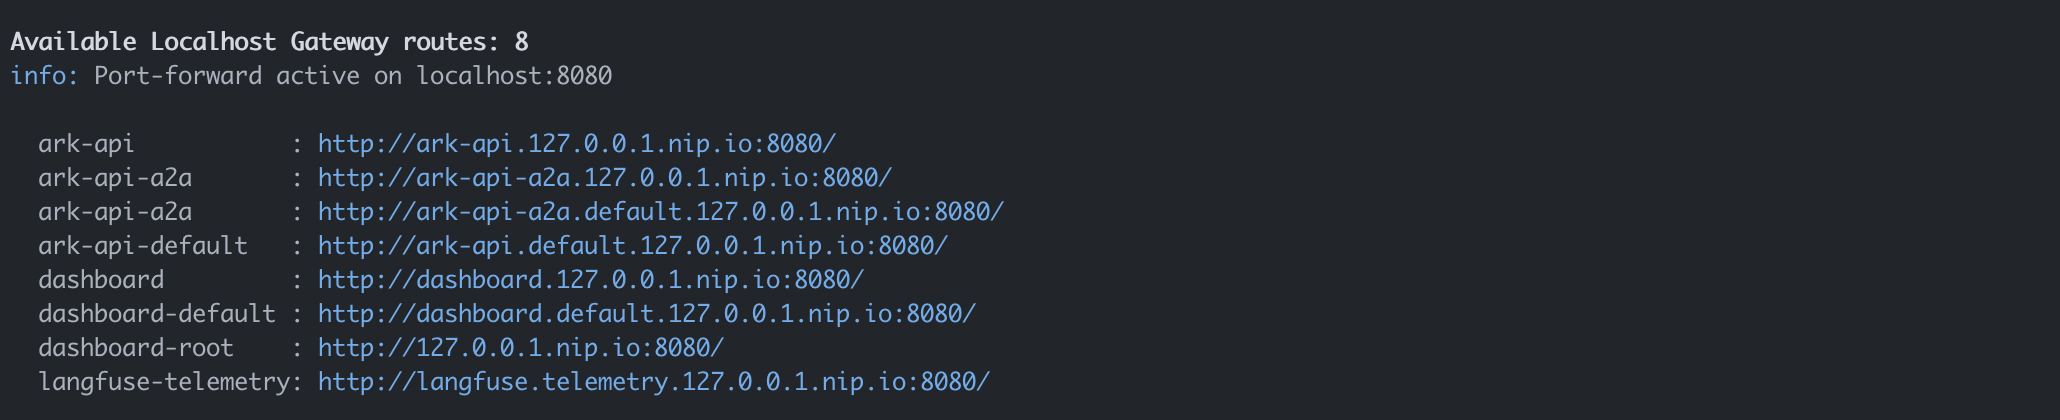 Available Localhost Gateway routes: 8
info: Port-forward active on localhost:8080
ark-api           : http://ark-api.127.0.0.1.nip.io:8080/
ark-api-a2a       : http://ark-api-a2a.127.0.0.1.nip.io:8080/
ark-api-a2a       : http://ark-api-a2a.default.127.0.0.1.nip.io:8080/
ark-api-default   : http://ark-api.default.127.0.0.1.nip.io:8080/
dashboard         : http://dashboard.127.0.0.1.nip.io:8080/
dashboard-default : http://dashboard.default.127.0.0.1.nip.io:8080/
dashboard-root    : http://127.0.0.1.nip.io:8080/
langfuse-telemetry: http://langfuse.telemetry.127.0.0.1.nip.io:8080/